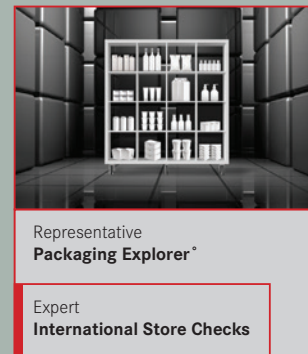 Representative
Packaging Explorer°
Expert
International Store Checks